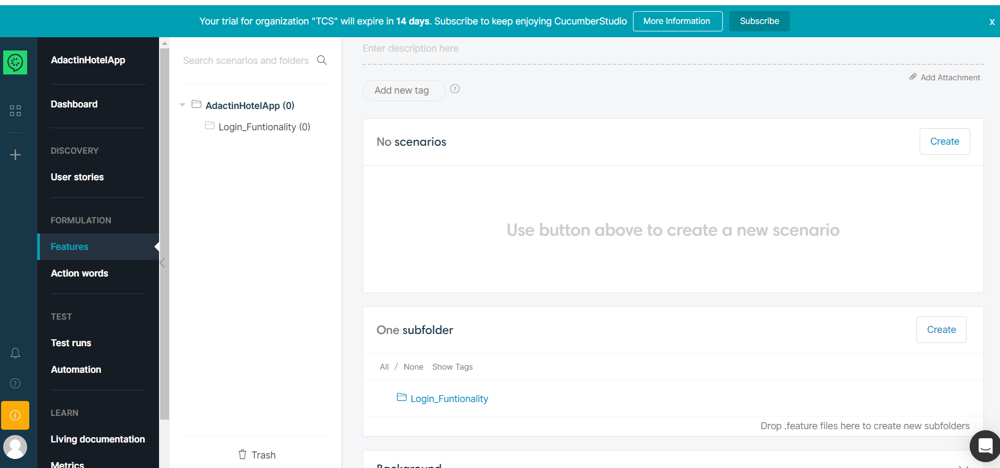 Your trial for organization "TCS" will expire in 14 days. Subscribe to keep enjoying CucumberStudio
More Information
Subscribe
x
AdactinHotelApp
Dashboard
DISCOVERY
User stories
FORMULATION
Features
Action words
TEST
Test runs
Automation
LEARN
Living documentation
Metrics
Search scenarios and folders
AdactinHotelApp (0)
Login_Funtionality (0)
Trash
Enter description here
Add Attachment
Add new tag
No scenarios
Create
Use button above to create a new scenario
One subfolder
Create
All / None Show Tags
Login_Funtionality
Drop .feature files here to create new subfolders
Background